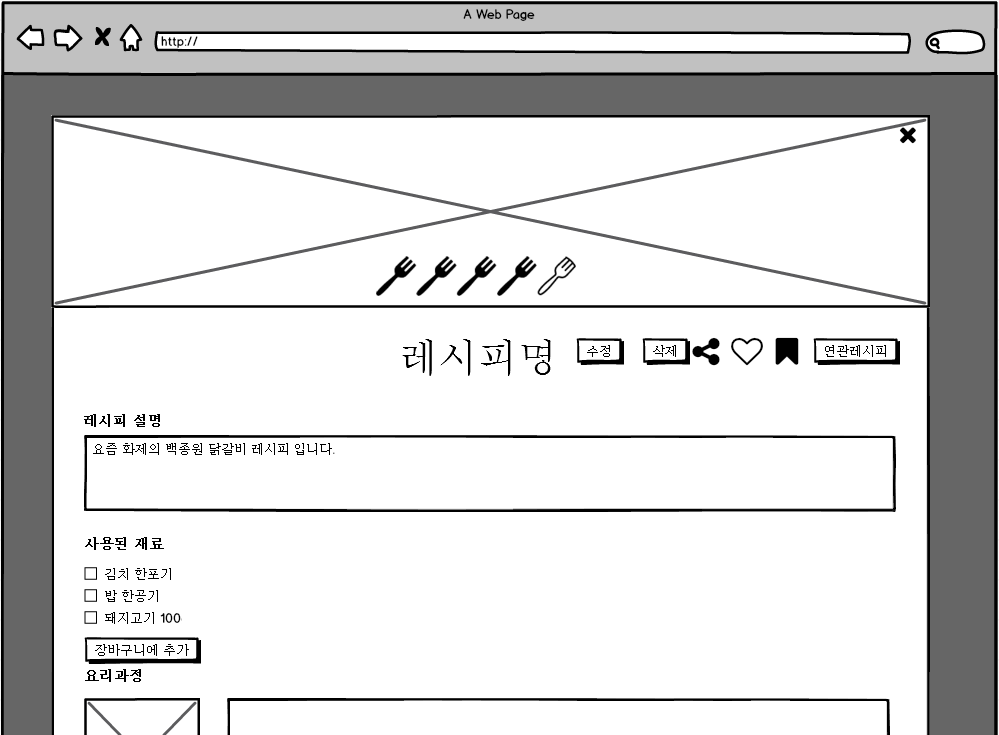 A Web Page
http://
레시피명
수정
삭제
연관레시피
레시피 설명
요즘 화제의 백종원 닭갈비 레시피 입니다.
사용된 재료
김치 한포기
밥 한공기
돼지고기 100
장바구니에 추가
요리과정